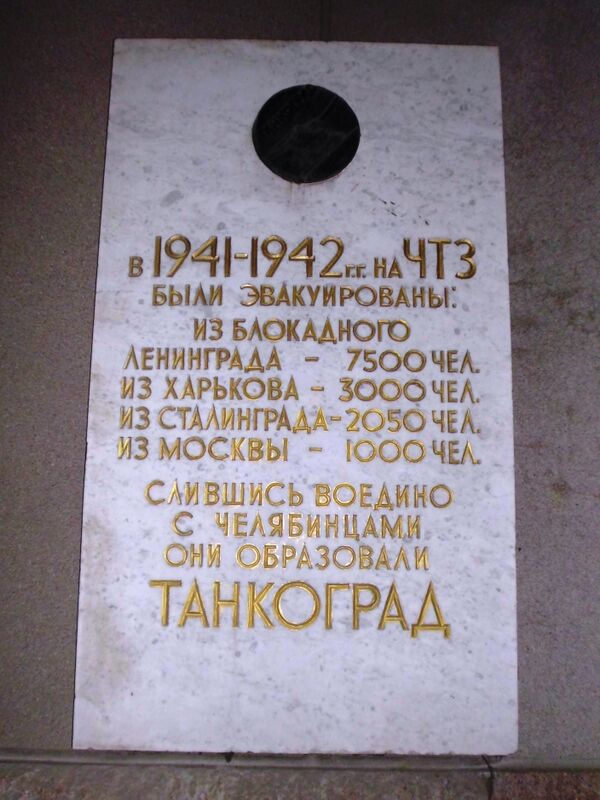 В 1941-1942 г.г. НА ЧТЗ
БЫЛИ ЭВАКУИРОВАНЫ:
ИЗ БЛОКАДНОГО
ЛЕНИНГРАДА - 7500 ЧЕЛ.
ИЗ ХАРЬКОВА - 3000 ЧЕЛ.
ИЗ СТАЛИНГРАДА - 2050 ЧЕЛ.
ИЗ МОСКВЫ - 1000 ЧЕЛ.
СЛИВШИСЬ ВОЕДИНО
С ЧЕЛЯБИНЦАМИ
ОНИ ОБРАЗОВАЛИ
ТАНКОГРАД